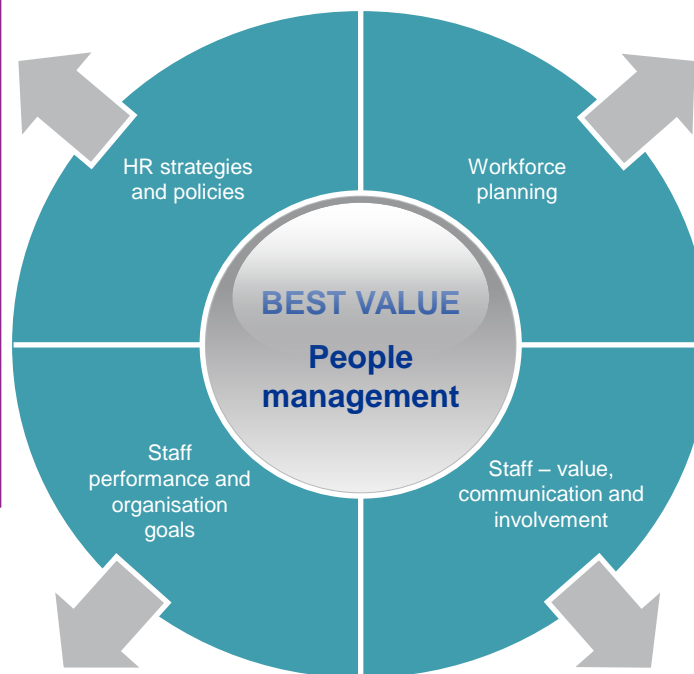 HR strategies
and policies
Workforce
planning
BEST VALUE
People
management
Staff
performance and
organisation
goals
Staff – value,
communication and
involvement